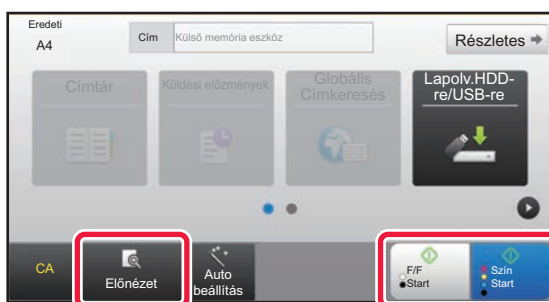 Eredeti
A4
Cím
Külső memória eszköz
Részletes
Címtár
Küldési előzmények
Globális
Címkeresés
Lapolv.HDD-
re/USB-re
CA
Előnézet
Auto
beállítás
F/F
Start
Szín
Start